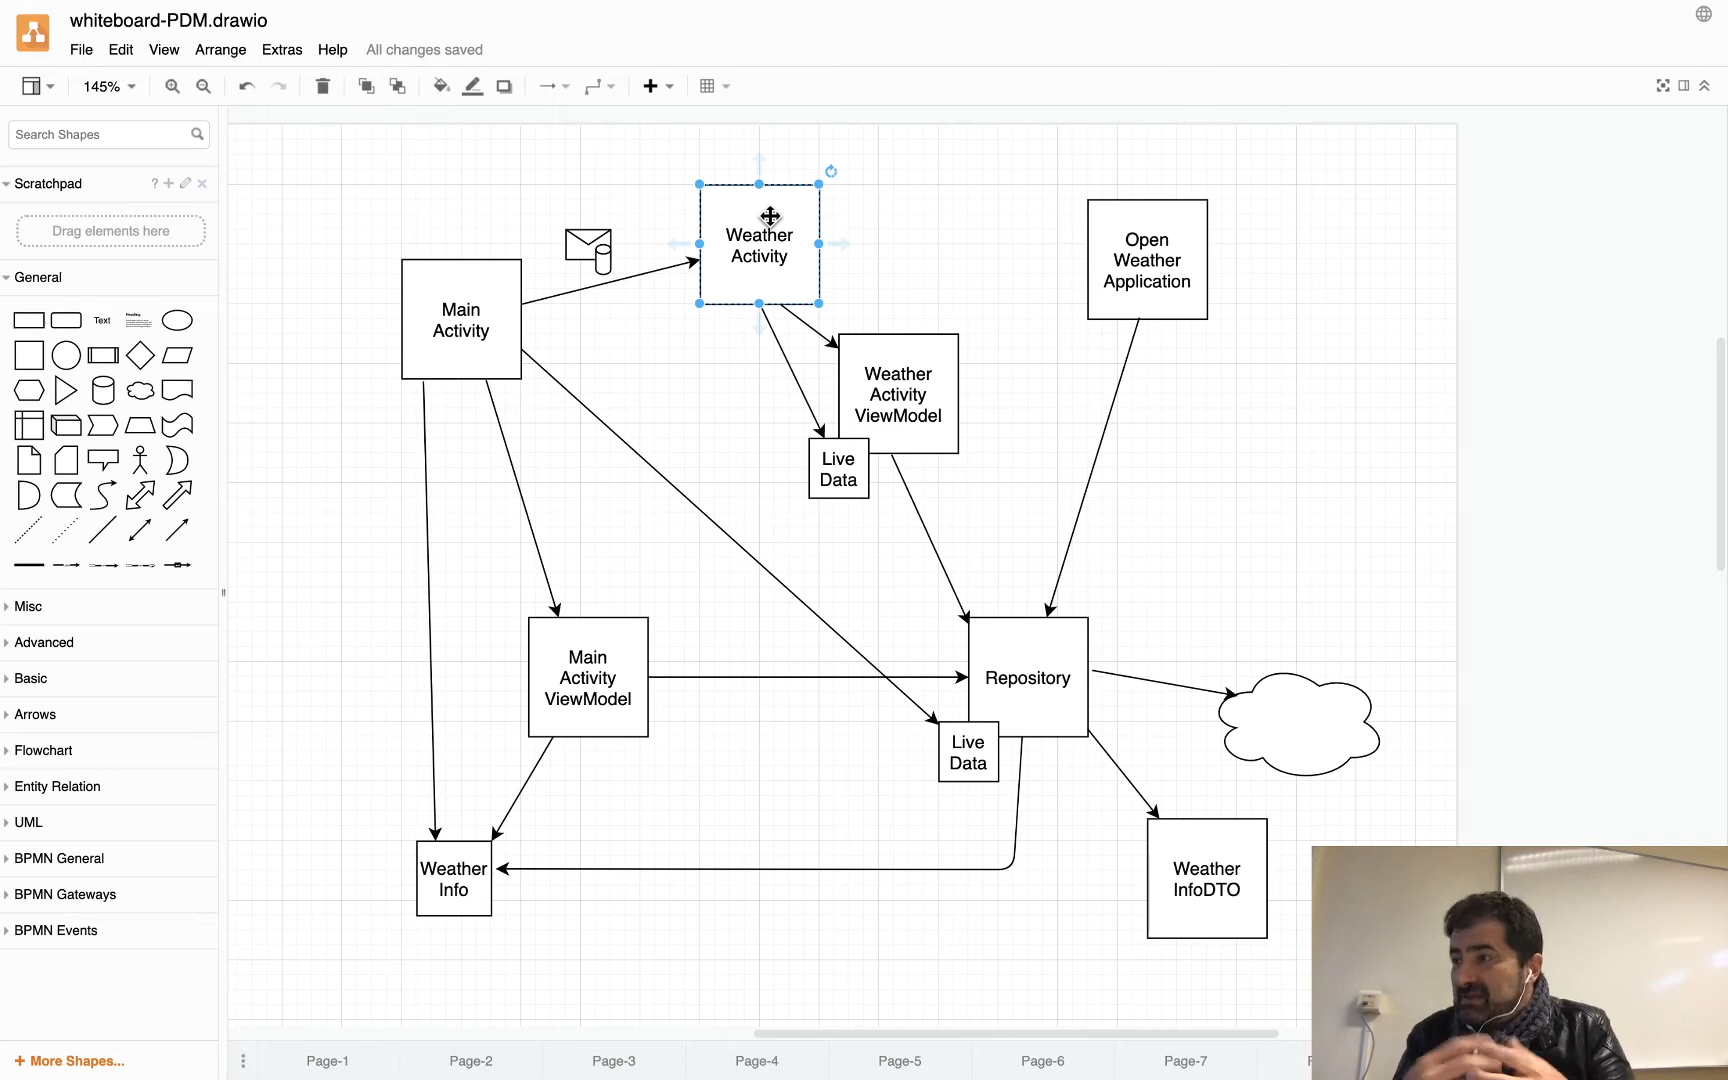 whiteboard-PDM.drawio
File Edit View Arrange Extras Help All changes saved
145%
Search Shapes
Scratchpad
?
Drag elements here
General
Text
Heading
Misc
Advanced
Basic
Arrows
Flowchart
Entity Relation
UML
BPMN General
BPMN Gateways
BPMN Events
+ More Shapes...
Weather
Activity
Open
Weather
Application
Main
Activity
Weather
Activity
ViewModel
Live
Data
Main
Activity
ViewModel
Repository
Live
Data
Weather
Info
Weather
InfoDTO
Page-1 Page-2 Page-3 Page-4 Page-5 Page-6 Page-7